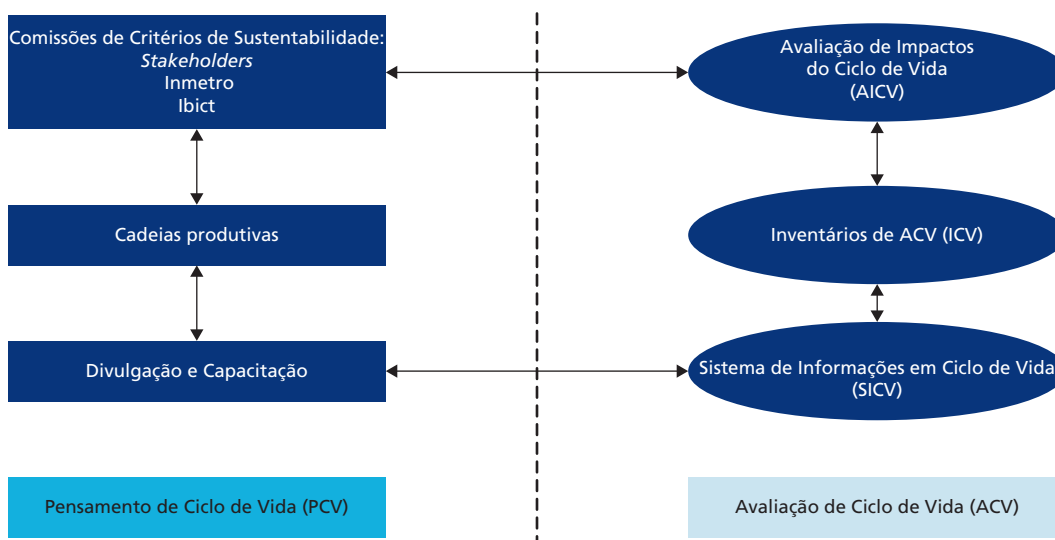 Comissões de Critérios de Sustentabilidade:
Stakeholders
Inmetro
Ibict
Avaliação de Impactos
do Ciclo de Vida
(AICV)
Cadeias produtivas
Inventários de ACV (ICV)
Divulgação e Capacitação
Sistema de Informações em Ciclo de Vida
(SICV)
Pensamento de Ciclo de Vida (PCV)
Avaliação de Ciclo de Vida (ACV)